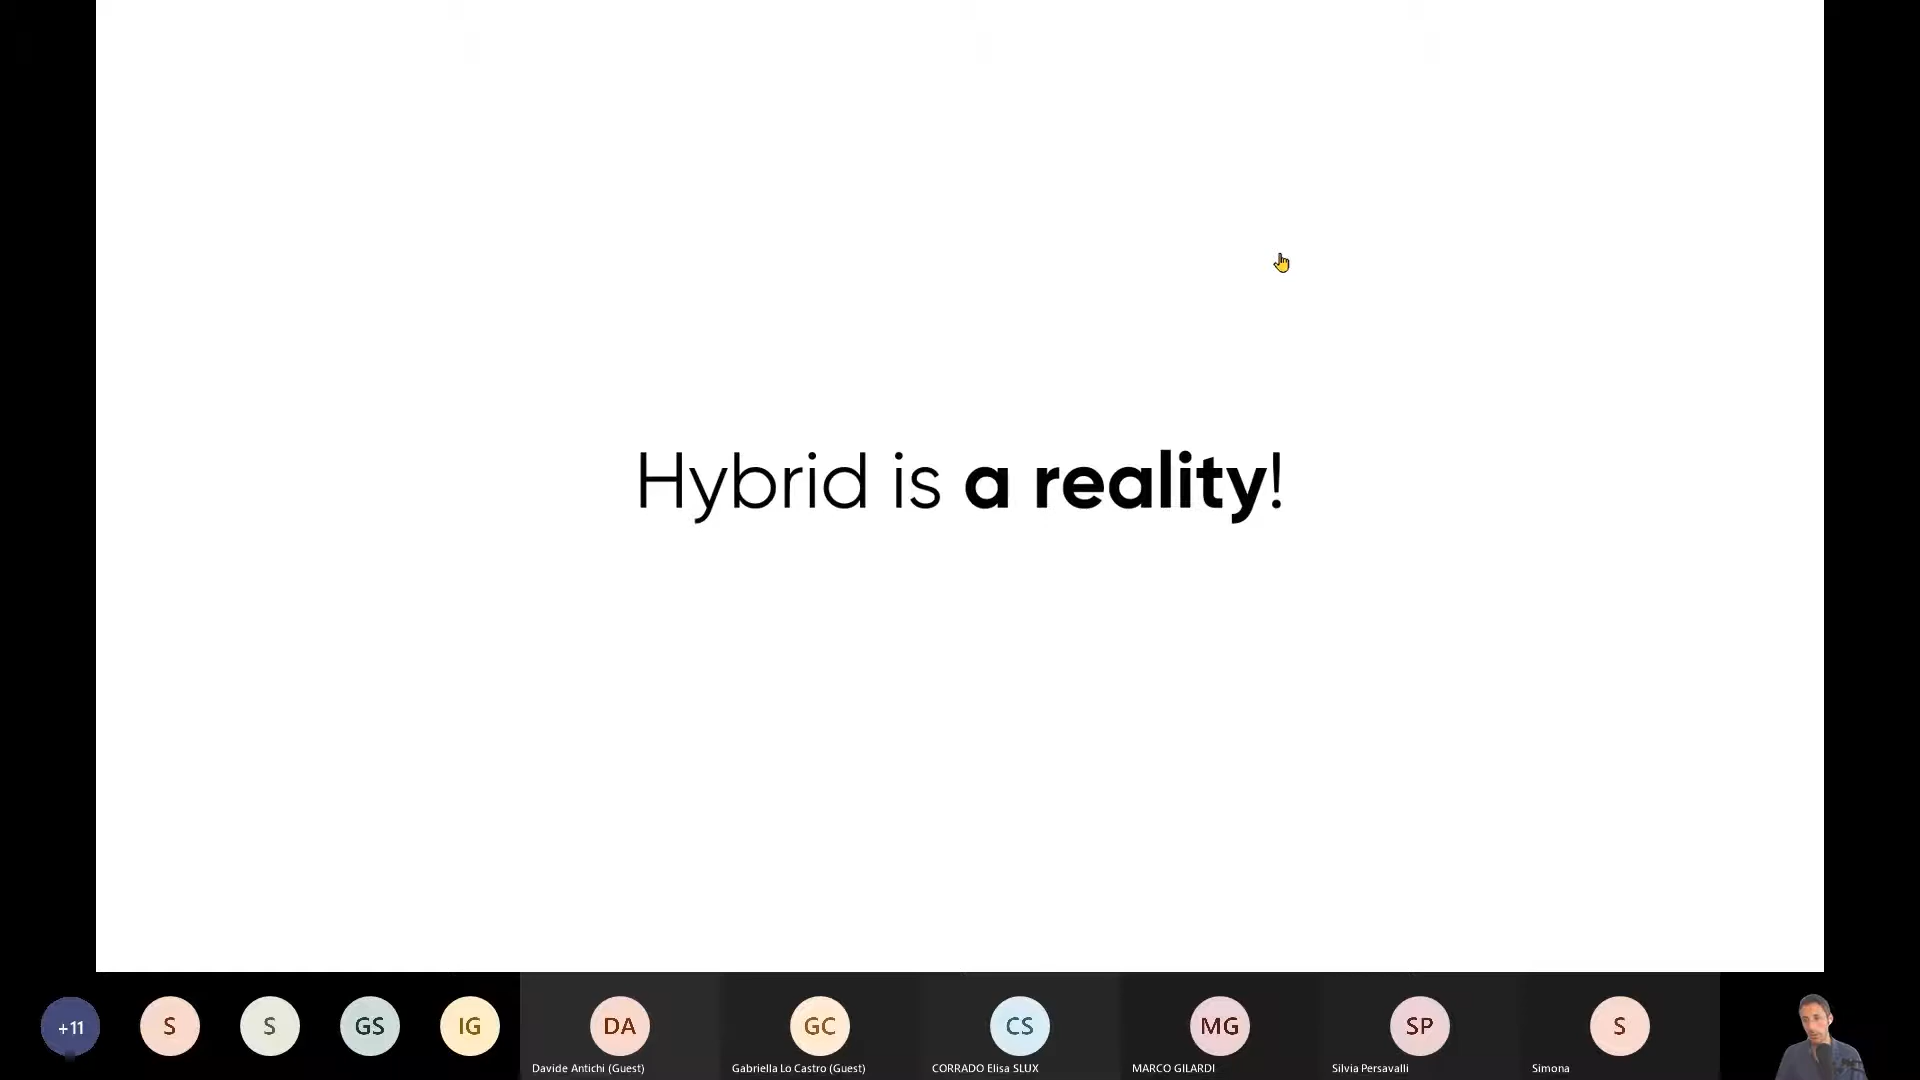 Hybrid is a reality!
+11
S
S
GS
IG
DA
GC
CS
MG
SP
S
Davide Antichi (Guest)
Gabriella Lo Castro (Guest)
CORRADO Elisa SLUX
MARCO GILARDI
Silvia Persavalli
Simona